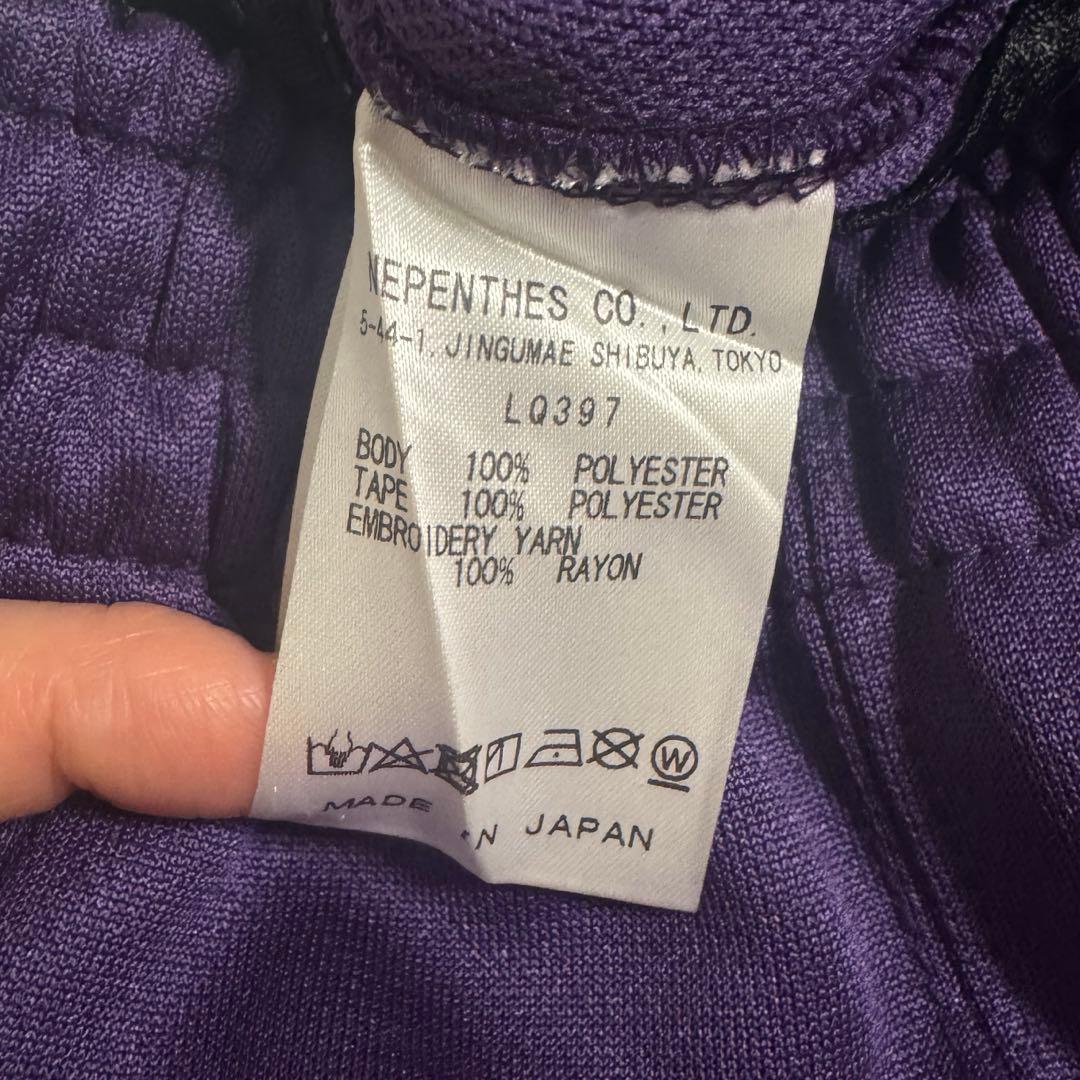 NEPENTHES CO., LTD.
5-44-1, JINGUMAE SHIBUYA, TOKYO
LQ397
BODY 100% POLYESTER
TAPE 100% POLYESTER
EMBROIDERY YARN
100% RAYON
W
MADE IN JAPAN